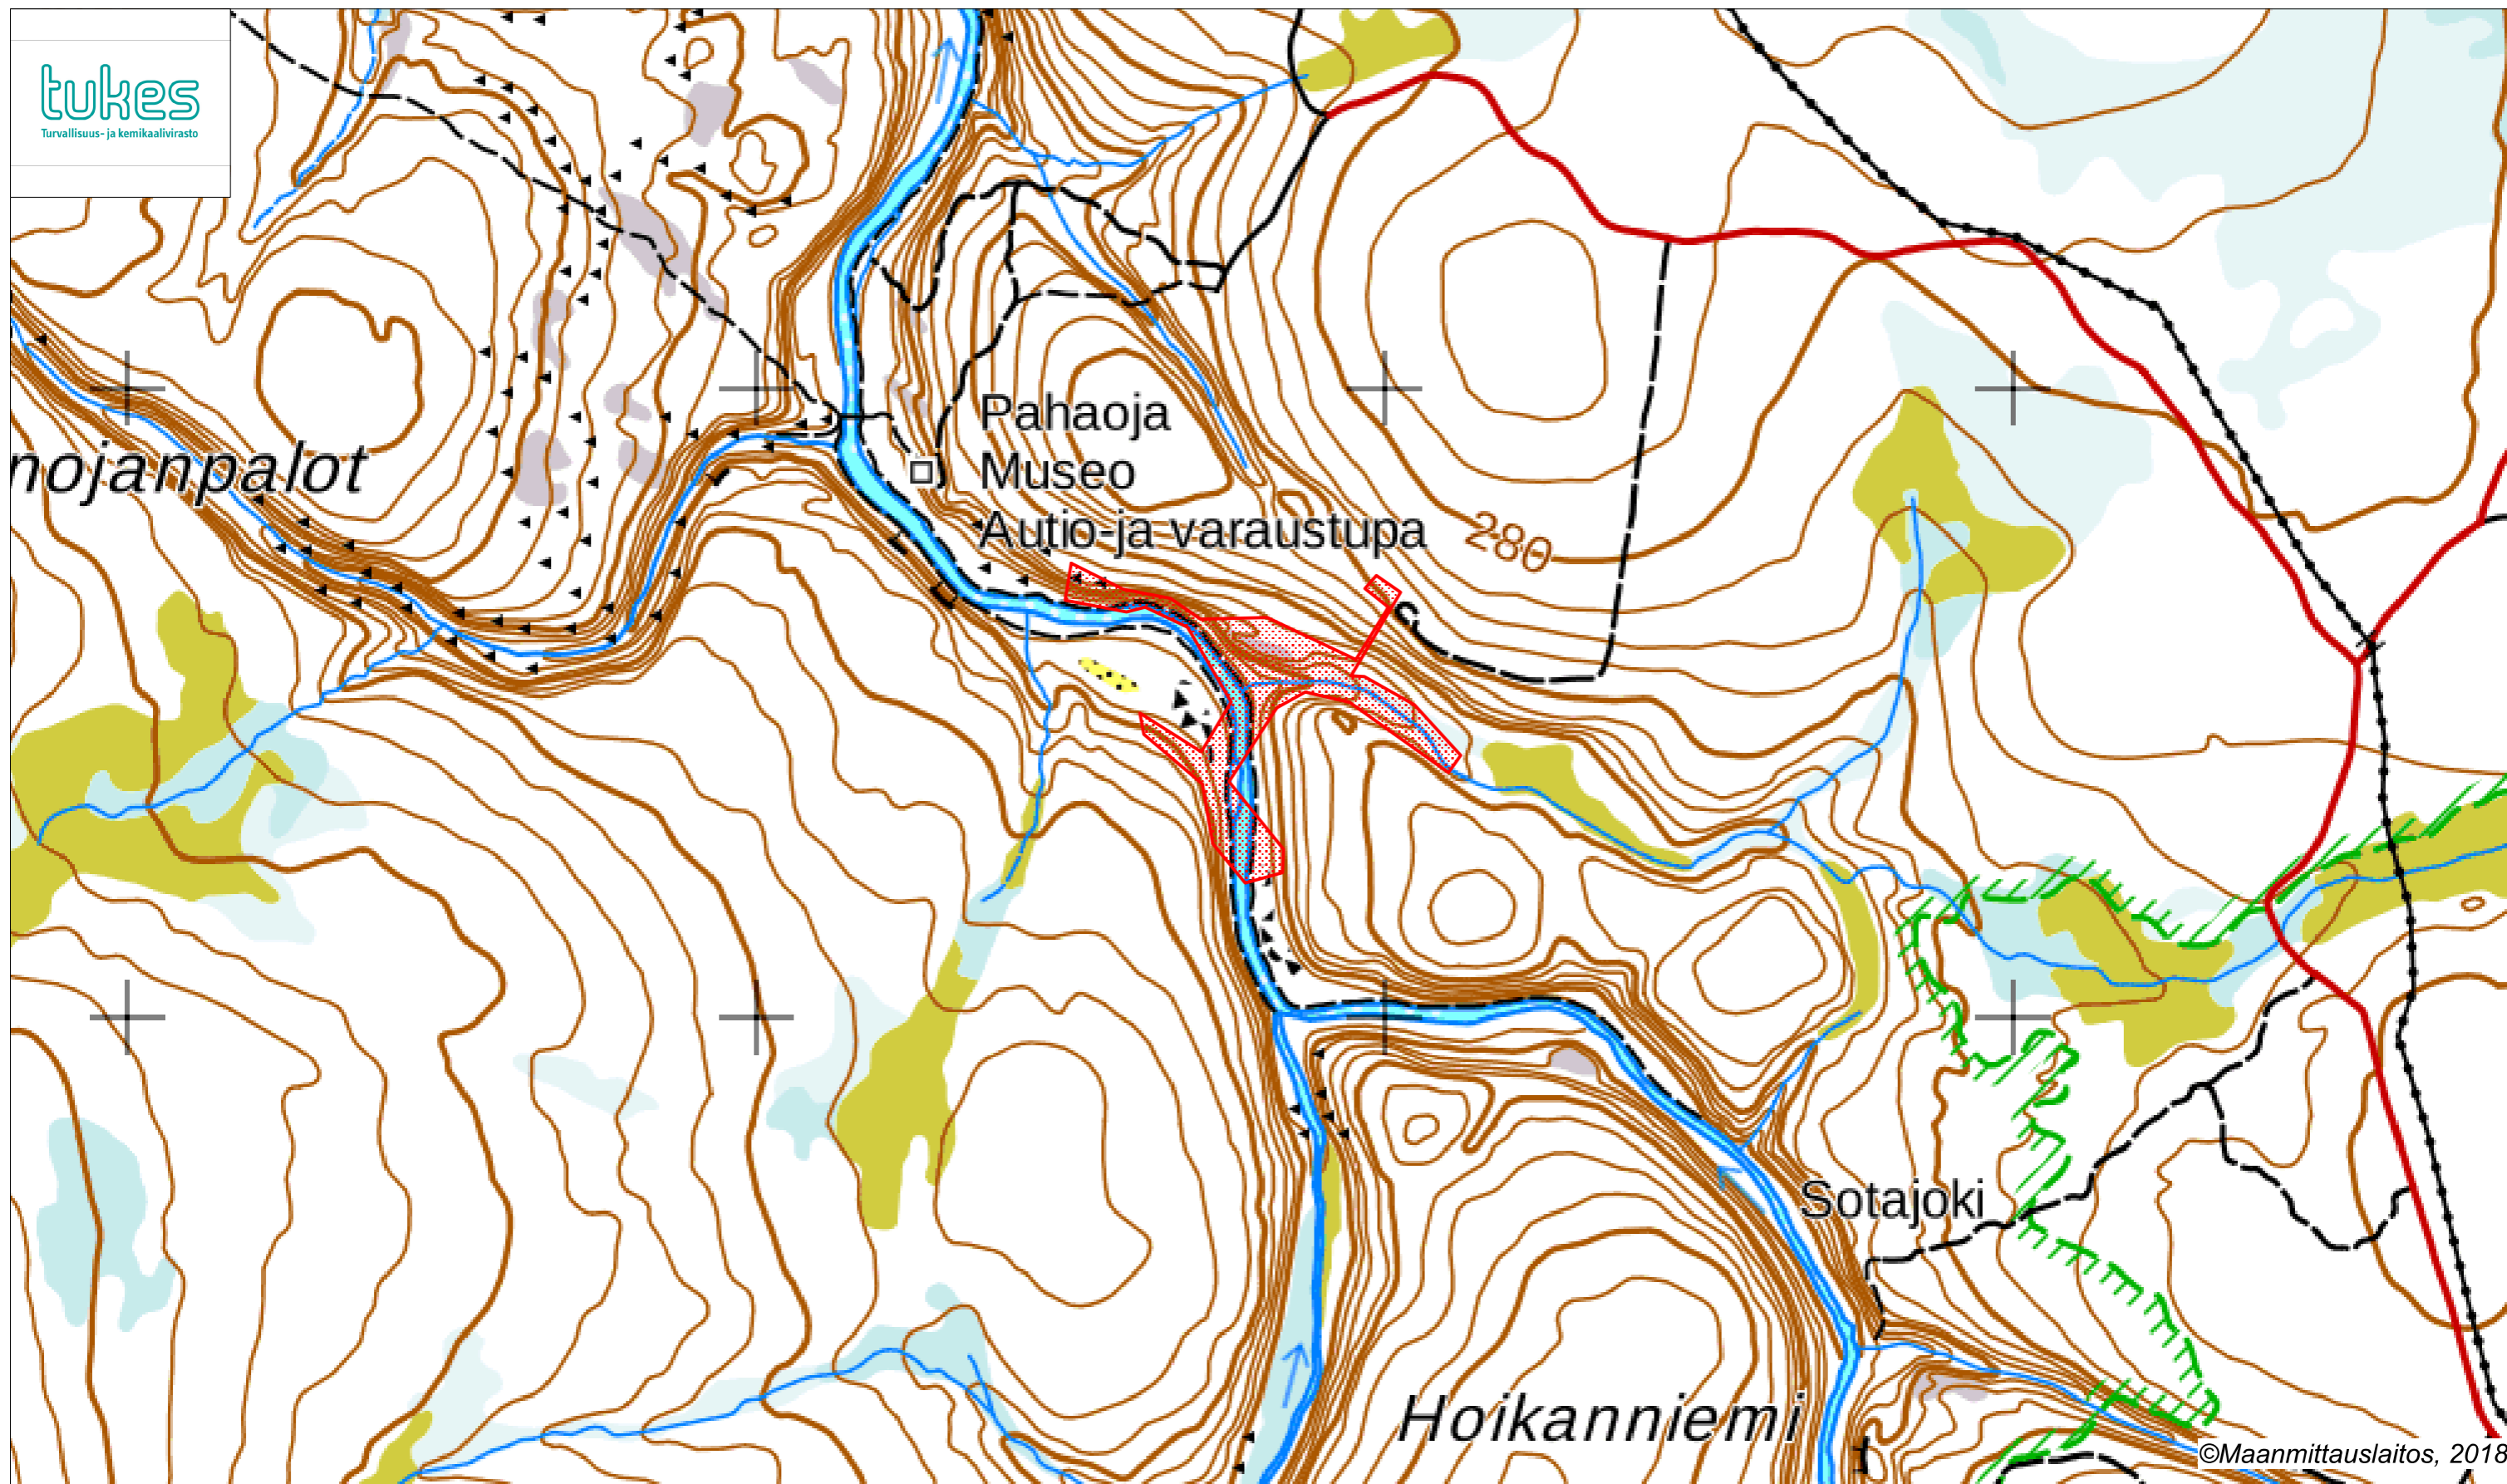 tukes
Turvallisuus- ja kemikaalivirasto
nojanpalot
Pahaoja
Museo
Autio-ja varaustupa
280
Sotajoki
Hoikanniemi
©Maanmittauslaitos, 2018